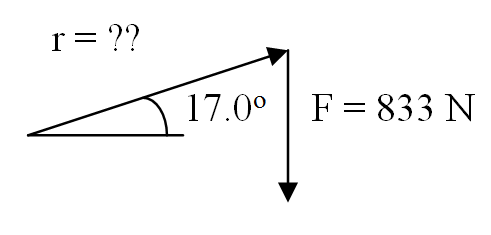 r = ??
17.0º
F = 833 N